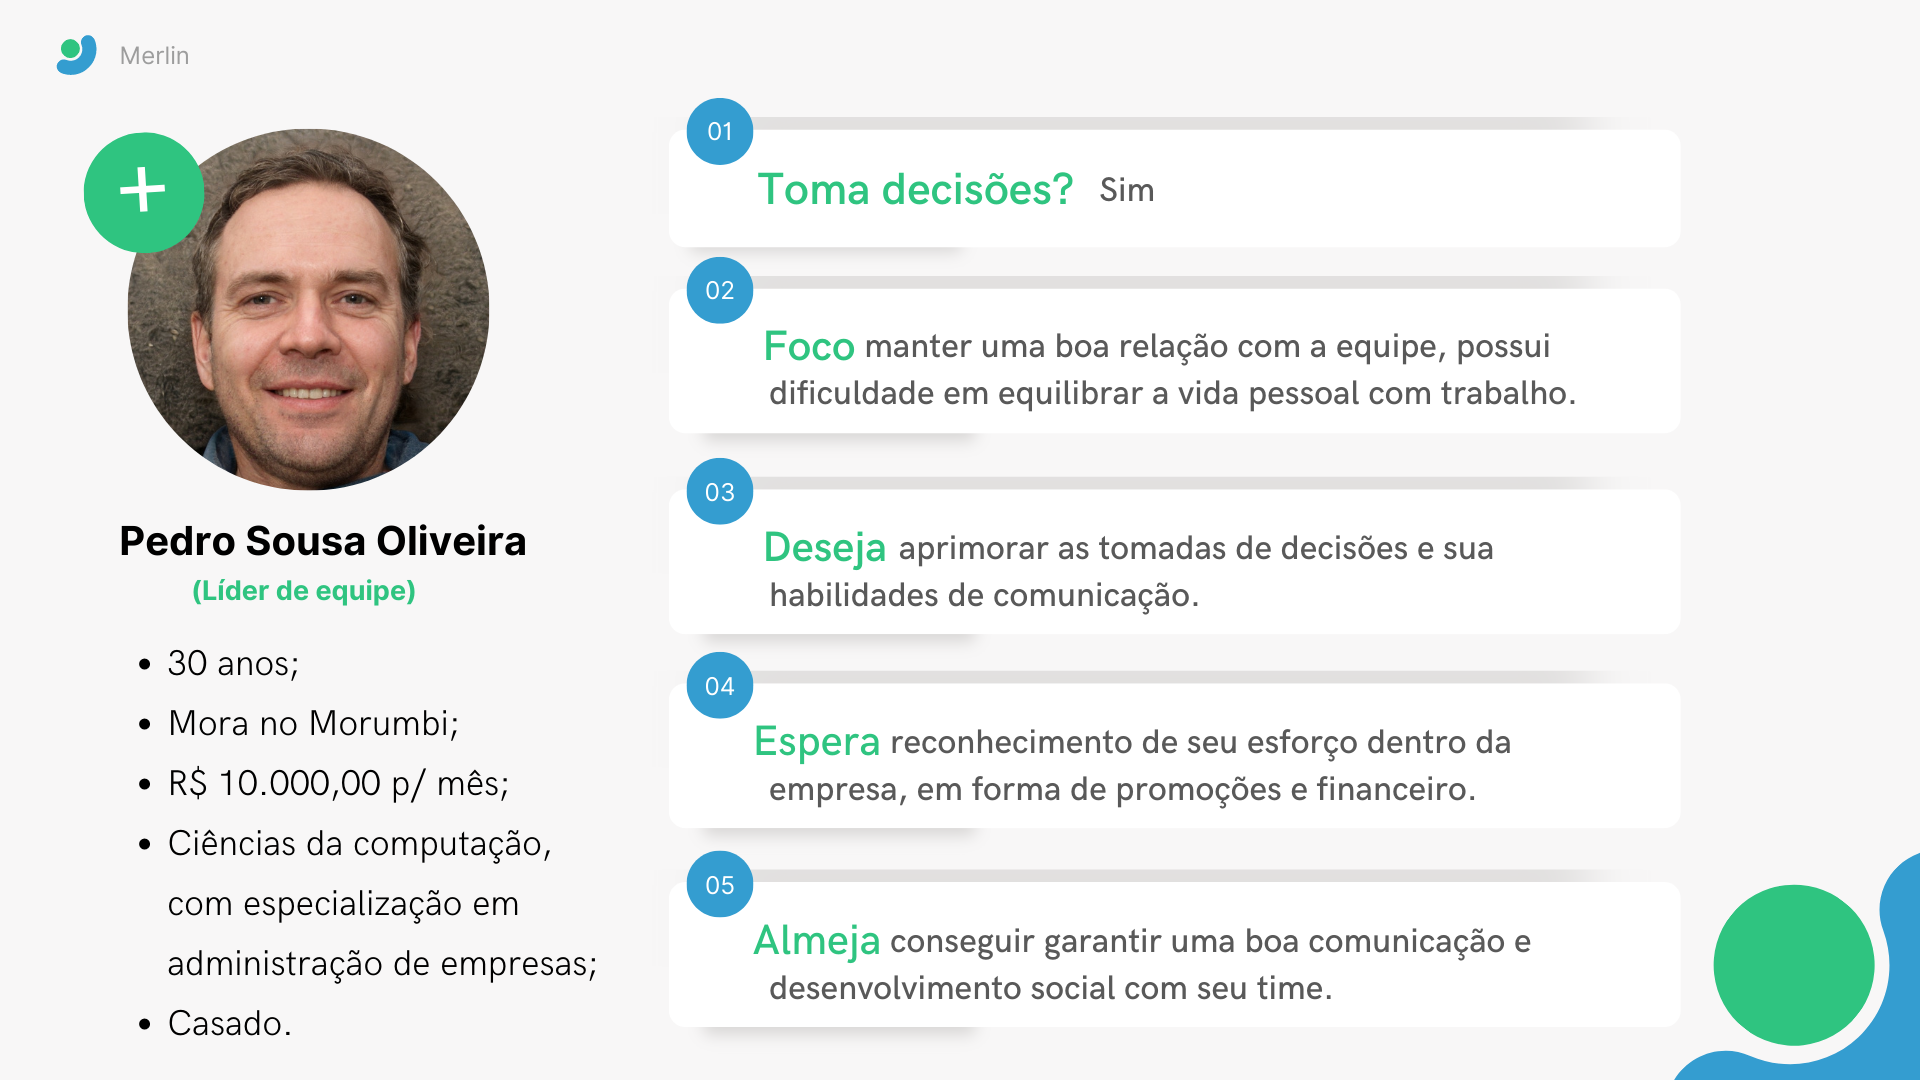 Merlin
Pedro Sousa Oliveira
(Líder de equipe)
30 anos;
Mora no Morumbi;
R$ 10.000,00 p/ mês;
Ciências da computação,
com especialização em
administração de empresas;
Casado.
01
Toma decisões? Sim
02
Foco manter uma boa relação com a equipe, possui
dificuldade em equilibrar a vida pessoal com trabalho.
03
Deseja aprimorar as tomadas de decisões e sua
habilidades de comunicação.
04
Espera reconhecimento de seu esforço dentro da
empresa, em forma de promoções e financeiro.
05
Almeja conseguir garantir uma boa comunicação e
desenvolvimento social com seu time.